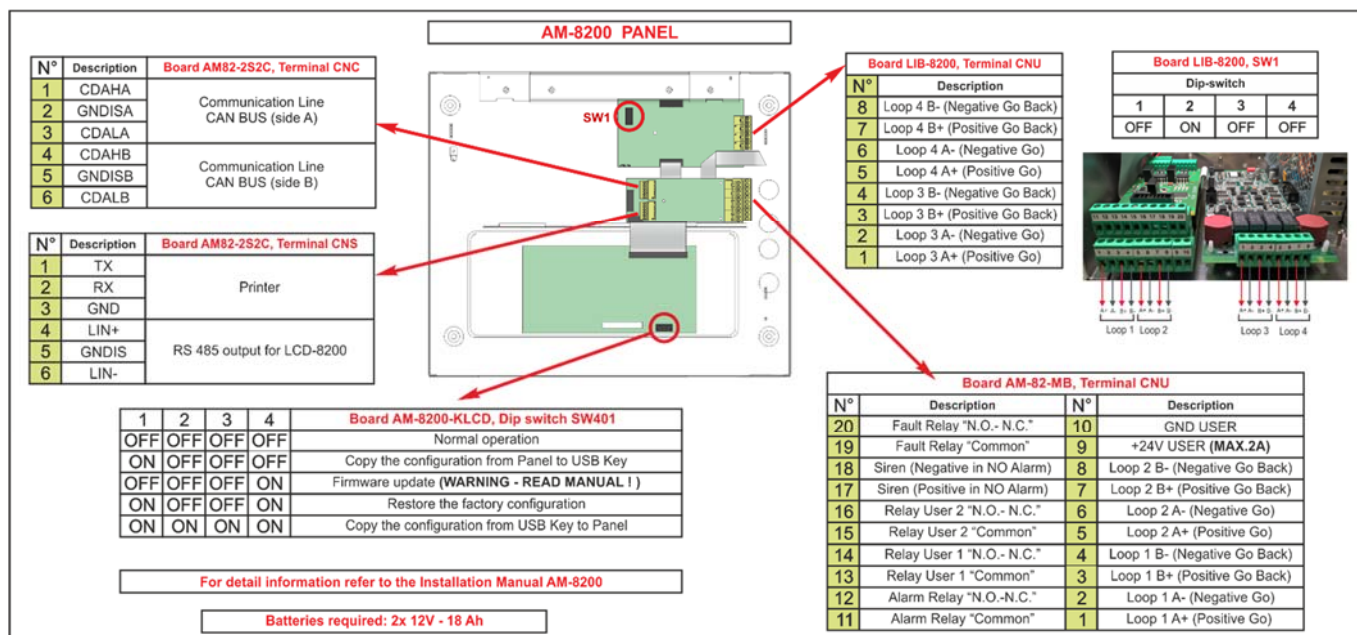 AM-8200 PANEL
N° Description Board AM82-2S2C, Terminal CNC
1 CDAHA
2 GNDISA
3 CDALA
Communication Line
CAN BUS (side A)
4 CDAHB
5 GNDISB
6 CDALB
Communication Line
CAN BUS (side B)
N° Description Board AM82-2S2C, Terminal CNS
1 TX
2 RX
3 GND
Printer
4 LIN+
5 GNDIS
6 LIN-
RS 485 output for LCD-8200
SW1
Board LIB-8200, Terminal CNU
N° Description
8 Loop 4 B- (Negative Go Back)
7 Loop 4 B+ (Positive Go Back)
6 Loop 4 A- (Negative Go)
5 Loop 4 A+ (Positive Go)
4 Loop 3 B- (Negative Go Back)
3 Loop 3 B+ (Positive Go Back)
2 Loop 3 A- (Negative Go)
1 Loop 3 A+ (Positive Go)
Board LIB-8200, SW1
Dip-switch
1 2 3 4
OFF ON OFF OFF
A+ A- B+ B- A+ A- B+ B-
Loop 1 Loop 2
A+ A- B+ B- A+ A- B+ B-
Loop 3 Loop 4
1 2 3 4 Board AM-8200-KLCD, Dip switch SW401
OFF OFF OFF OFF Normal operation
ON OFF OFF OFF Copy the configuration from Panel to USB Key
OFF OFF OFF ON Firmware update (WARNING - READ MANUAL ! )
ON OFF OFF ON Restore the factory configuration
ON ON ON ON Copy the configuration from USB Key to Panel
Board AM-82-MB, Terminal CNU
N° Description N° Description
20 Fault Relay "N.O.- N.C." 10 GND USER
19 Fault Relay "Common" 9 +24V USER (MAX.2A)
18 Siren (Negative in NO Alarm) 8 Loop 2 B- (Negative Go Back)
17 Siren (Positive in NO Alarm) 7 Loop 2 B+ (Positive Go Back)
16 Relay User 2 "N.O.- N.C." 6 Loop 2 A- (Negative Go)
15 Relay User 2 "Common" 5 Loop 2 A+ (Positive Go)
14 Relay User 1 "N.O.- N.C." 4 Loop 1 B- (Negative Go Back)
13 Relay User 1 "Common" 3 Loop 1 B+ (Positive Go Back)
12 Alarm Relay "N.O.-N.C." 2 Loop 1 A- (Negative Go)
11 Alarm Relay "Common" 1 Loop 1 A+ (Positive Go)
For detail information refer to the Installation Manual AM-8200
Batteries required: 2x 12V - 18 Ah